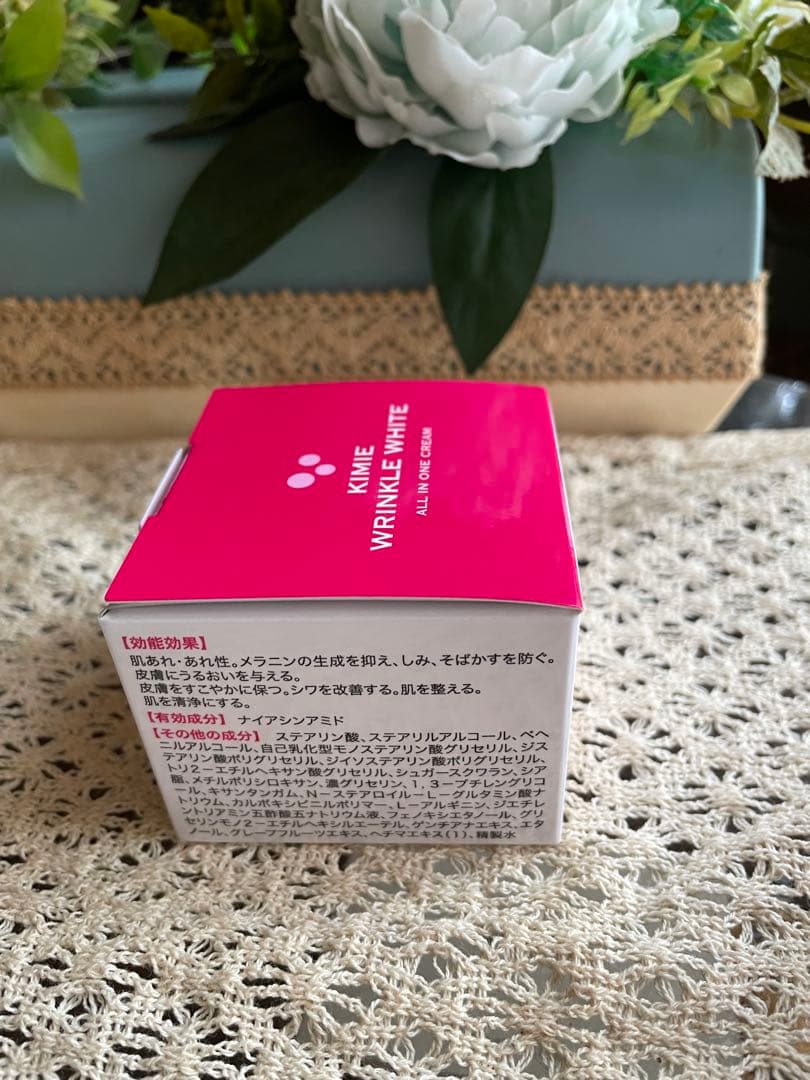 KIMIE
WRINKLE WHITE
ALL IN ONE CREAM
【効能効果】
肌あれ・あれ性。メラニンの生成を抑え、しみ、そばかすを防ぐ。
皮膚にうるおいを与える。
皮膚をすこやかに保つ。シワを改善する。肌を整える。
肌を清浄にする。
【有効成分】 ナイアシンアミド
【その他の成分】 ステアリン酸、ステアリルアルコール、ベヘ
ニルアルコール、自己乳化型モノステアリン酸グリセリル、ジス
テアリン酸ポリグリセリル、ジイソステアリン酸ポリグリセリル、
トリ2－エチルヘキサン酸グリセリル、シュガースクワラン、シア
脂、メチルポリシロキサン、濃グリセリン、1，3－ブチレングリコ
ール、キサンタンガム、N－ステアロイル－L－グルタミン酸ナ
トリウム、カルボキシビニルポリマー、L－アルギニン、ジエチレ
ントリアミン五酢酸五ナトリウム液、フェノキシエタノール、グリ
セリンモノ2－エチルヘキシルエーテル、ゲンチアナエキス、エタ
ノール、グレープフルーツエキス、ヘチマエキス(1)、精製水